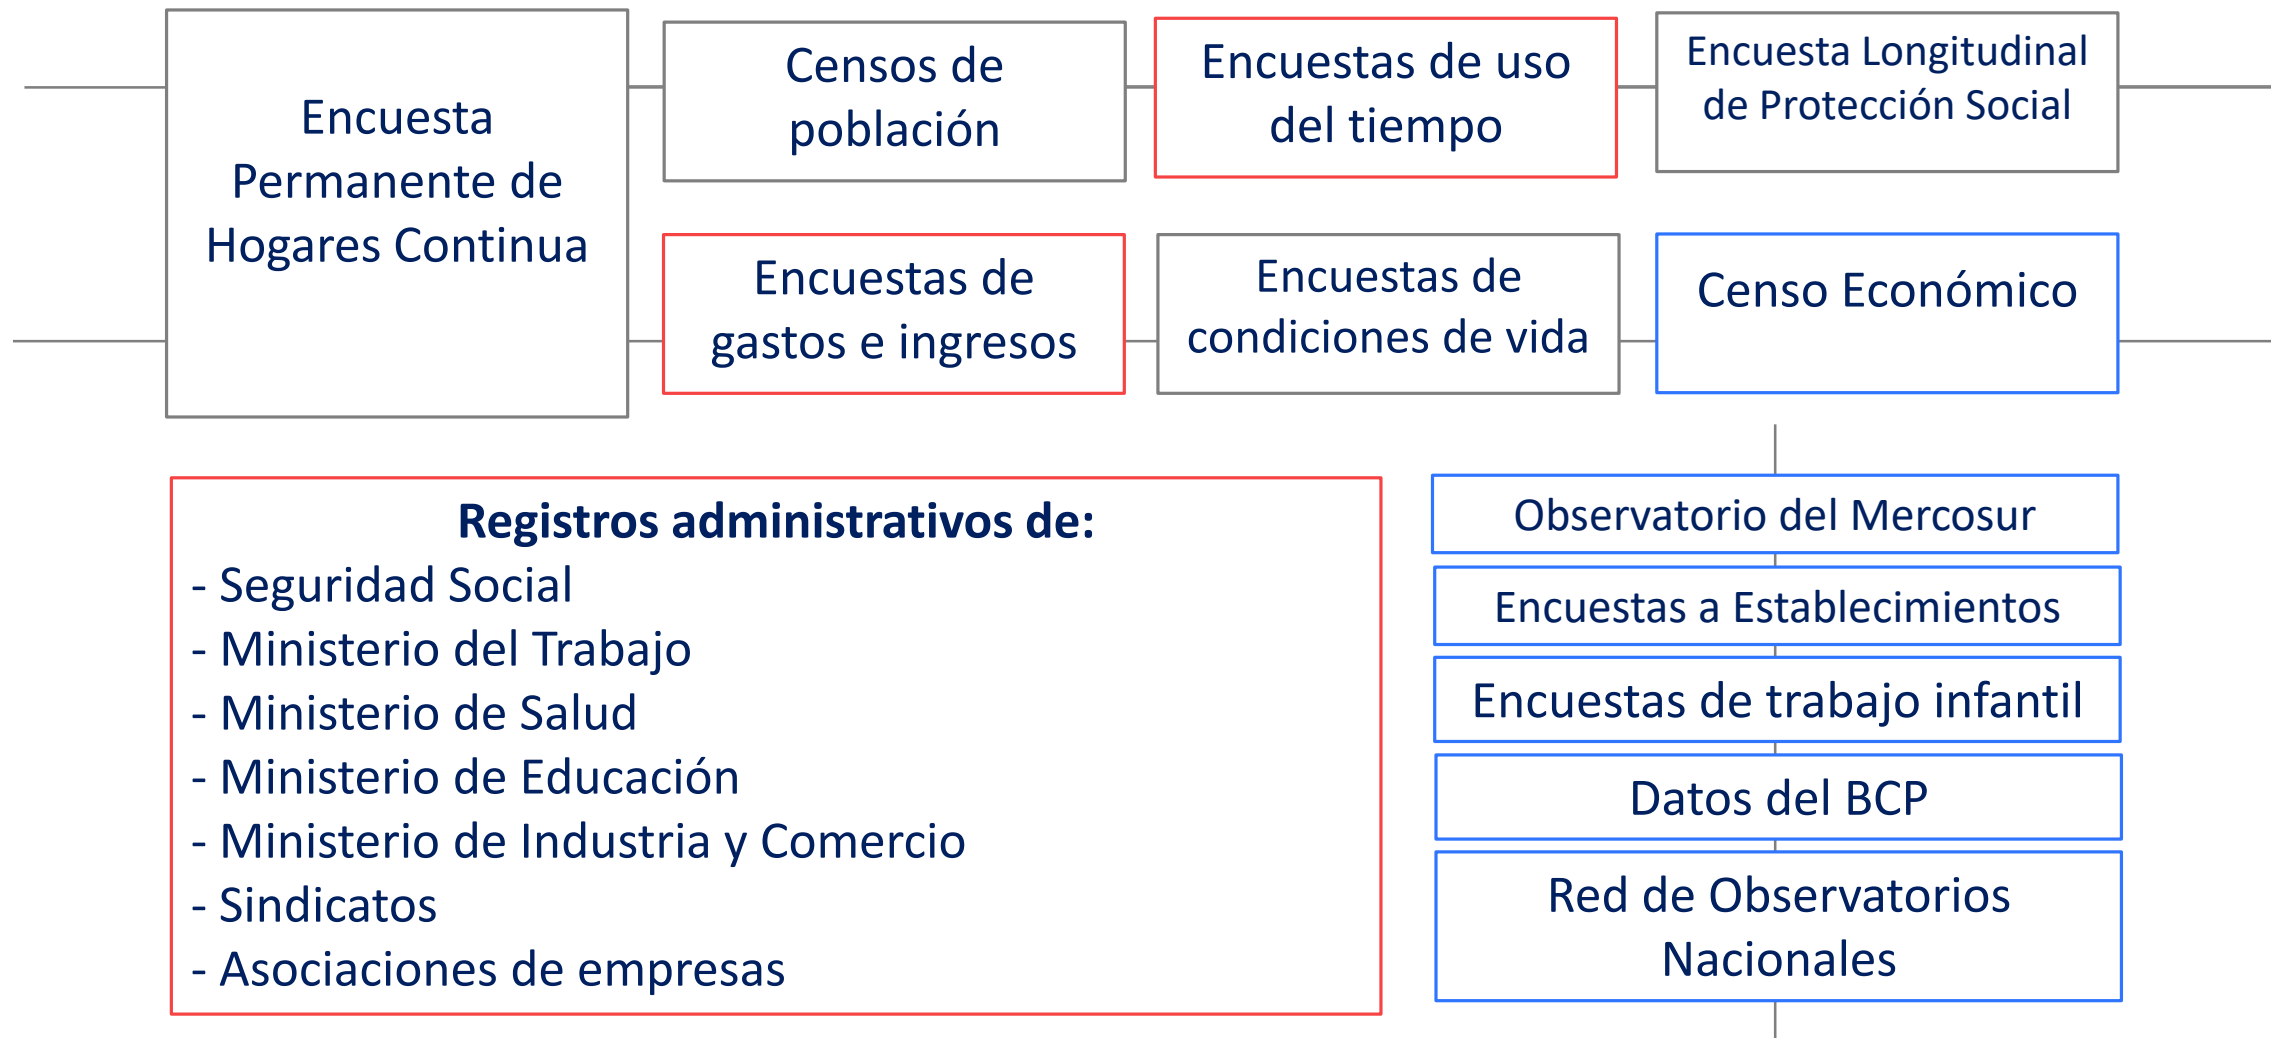 Encuesta
Permanente de
Hogares Continua
Censos de
población
Encuestas de uso
del tiempo
Encuesta Longitudinal
de Protección Social
Encuestas de
gastos e ingresos
Encuestas de
condiciones de vida
Censo Económico
Registros administrativos de:
- Seguridad Social
- Ministerio del Trabajo
- Ministerio de Salud
- Ministerio de Educación
- Ministerio de Industria y Comercio
- Sindicatos
- Asociaciones de empresas
Observatorio del Mercosur
Encuestas a Establecimientos
Encuestas de trabajo infantil
Datos del BCP
Red de Observatorios
Nacionales